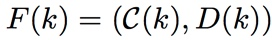 F(k) = (𝒞(k), D(k))